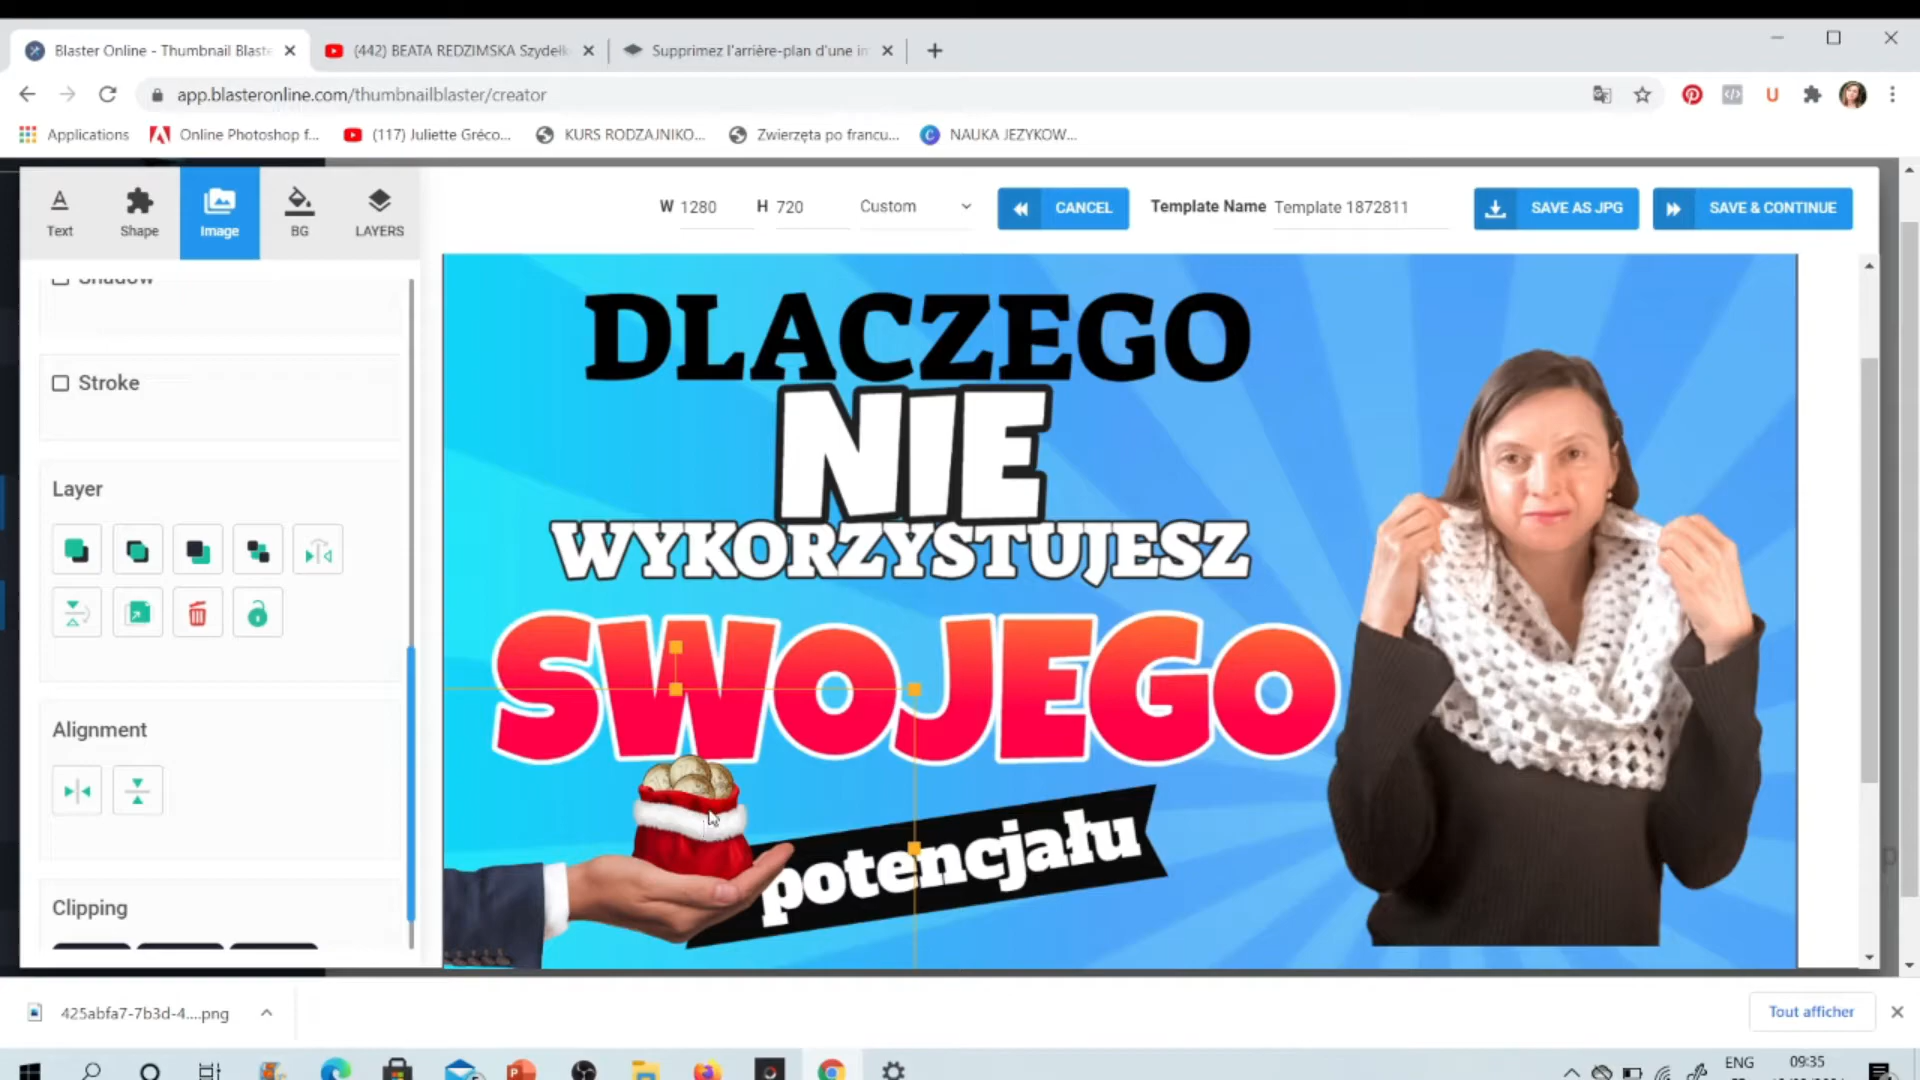 Blaster Online - Thumbnail Blaste
(442) BEATA REDZIMSKA Szydełk
Supprimez l'arrière-plan d'une in
app.blasteronline.com/thumbnailblaster/creator
U
Applications
Online Photoshop f...
(117) Juliette Gréco...
KURS RODZAJNIKO...
Zwierzęta po francu...
C
NAUKA JEZYKOW...
Text
Shape
Image
BG
LAYERS
W 1280
H 720
Custom
CANCEL
Template Name
Template 1872811
SAVE AS JPG
SAVE & CONTINUE
Shadow
Stroke
Layer
Alignment
Clipping
DLACZEGO
NIE
WYKORZYSTUJESZ
SWOJEGO
potencjału
425abfa7-7b3d-4....png
Tout afficher
ENG
09:35